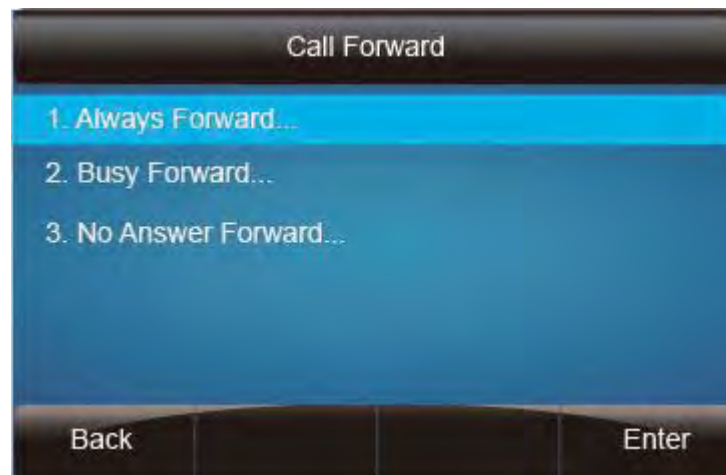 Call Forward
1. Always Forward...
2. Busy Forward...
3. No Answer Forward...
Back Enter